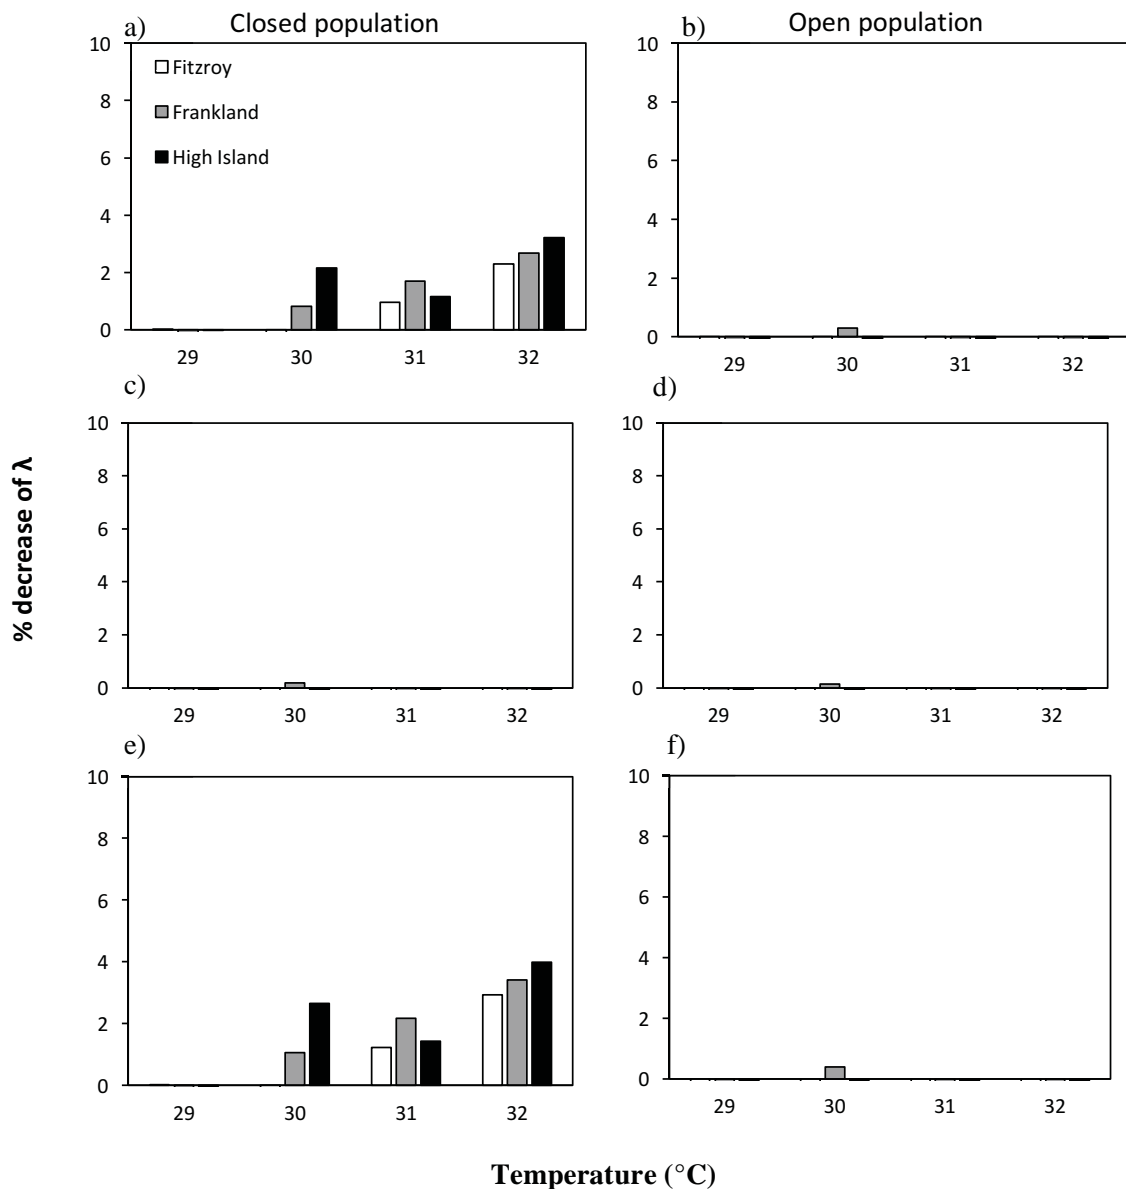 a) Closed population
b) Open population
10
8
6
4
2
0
Fitzroy
Frankland
High Island
29 30 31 32
10
8
6
4
2
0
29 30 31 32
c)
10
8
6
4
2
0
29 30 31 32
d)
10
8
6
4
2
0
29 30 31 32
% decrease of λ
e)
10
8
6
4
2
0
29 30 31 32
f)
10
8
6
4
2
0
29 30 31 32
Temperature (°C)